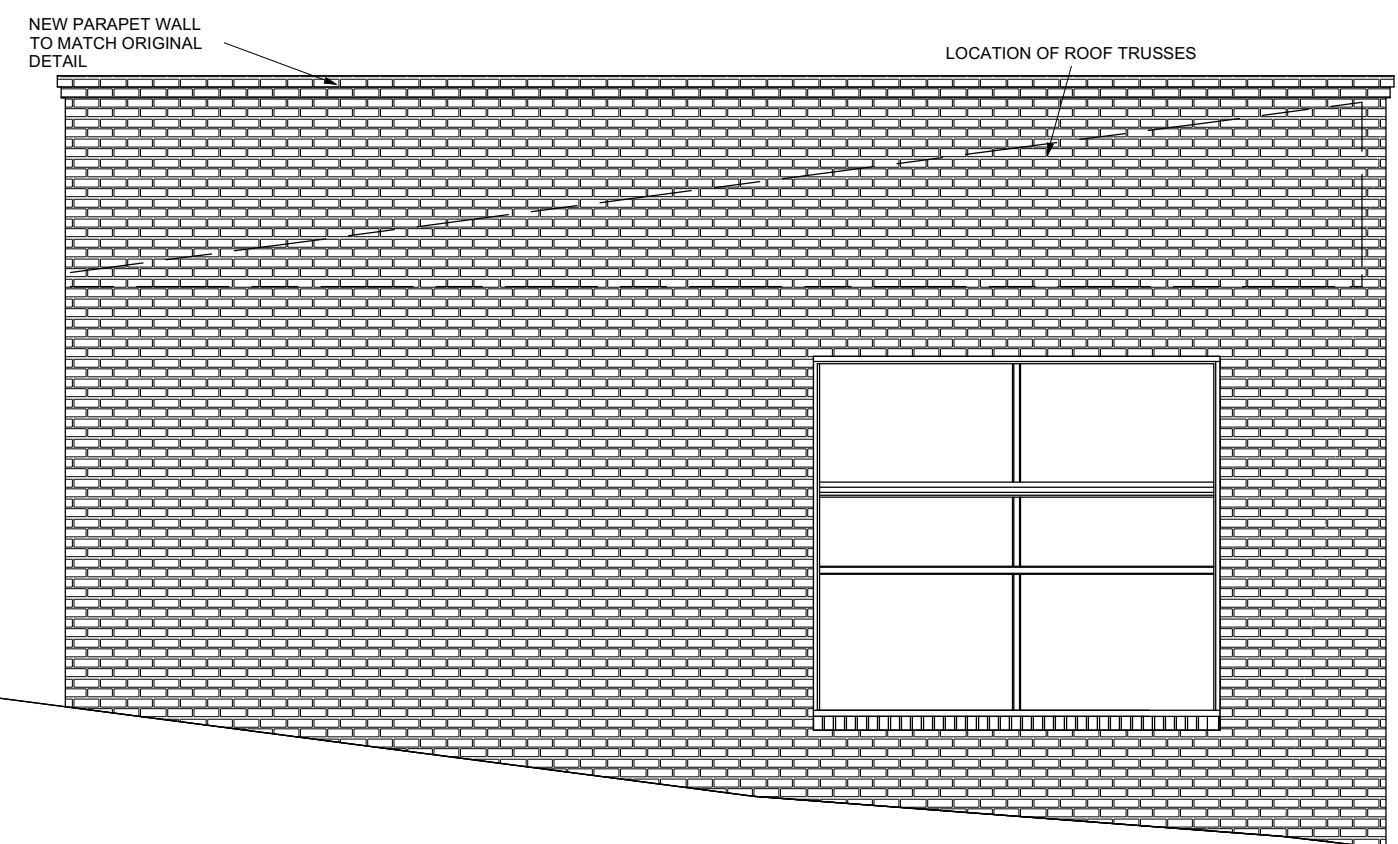 NEW PARAPET WALL
TO MATCH ORIGINAL
DETAIL
LOCATION OF ROOF TRUSSES